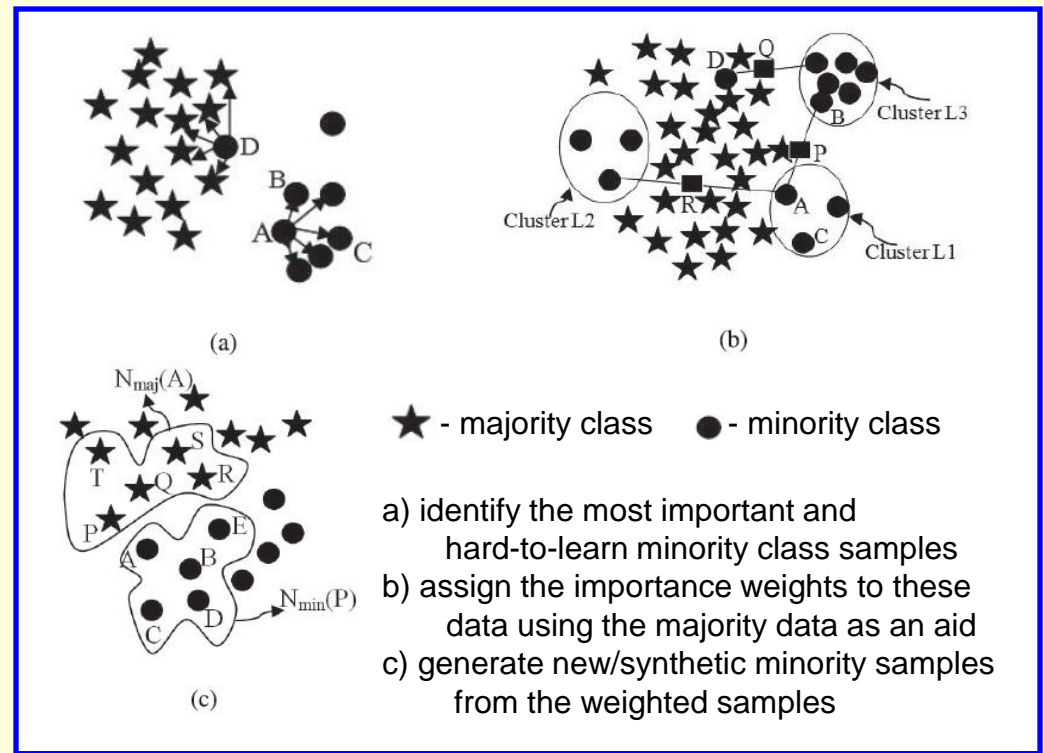 D
B
A
C
(a)
Q
D
B
Cluster L3
P
R
A
Cluster L2
C
Cluster L1
(b)
Nmaj(A)
S
T
Q
R
P
E
A
B
C
D
Nmin(P)
(c)
- majority class - minority class
a) identify the most important and
hard-to-learn minority class samples
b) assign the importance weights to these
data using the majority data as an aid
c) generate new/synthetic minority samples
from the weighted samples